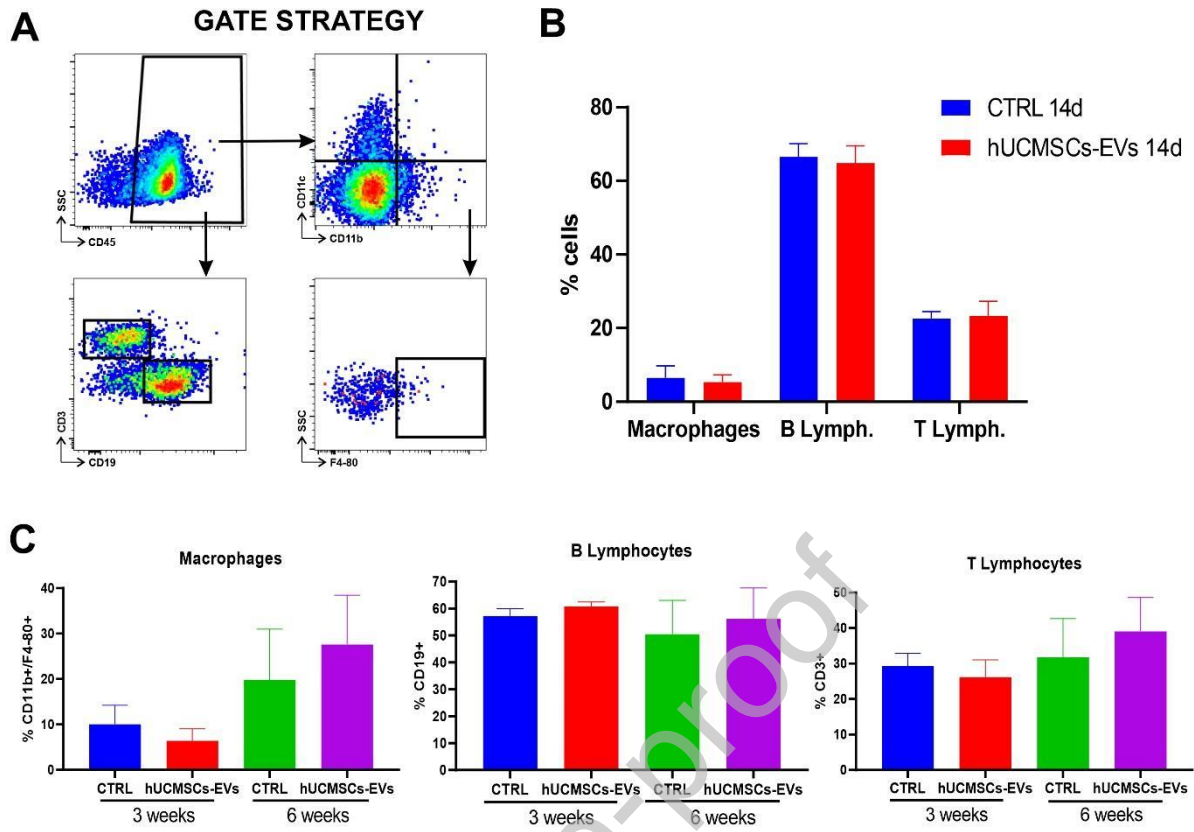 GATE STRATEGY
A
SSC
CD45
CD11c
CD11b
CD3
CD19
SSC
F4-80
B
CTRL 14d
hUCMSCs-EVs 14d
% cells
80
60
40
20
0
Macrophages B Lymph. T Lymph.
C
Macrophages
% CD11b+/F4-80+
40
30
20
10
0
CTRL hUCMSCs-EVs CTRL hUCMSCs-EVs
3 weeks 6 weeks
B Lymphocytes
% CD19+
70
60
50
40
30
20
10
0
CTRL hUCMSCs-EVs CTRL hUCMSCs-EVs
3 weeks 6 weeks
T Lymphocytes
% CD3+
50
40
30
20
10
0
CTRL hUCMSCs-EVs CTRL hUCMSCs-EVs
3 weeks 6 weeks
-proof